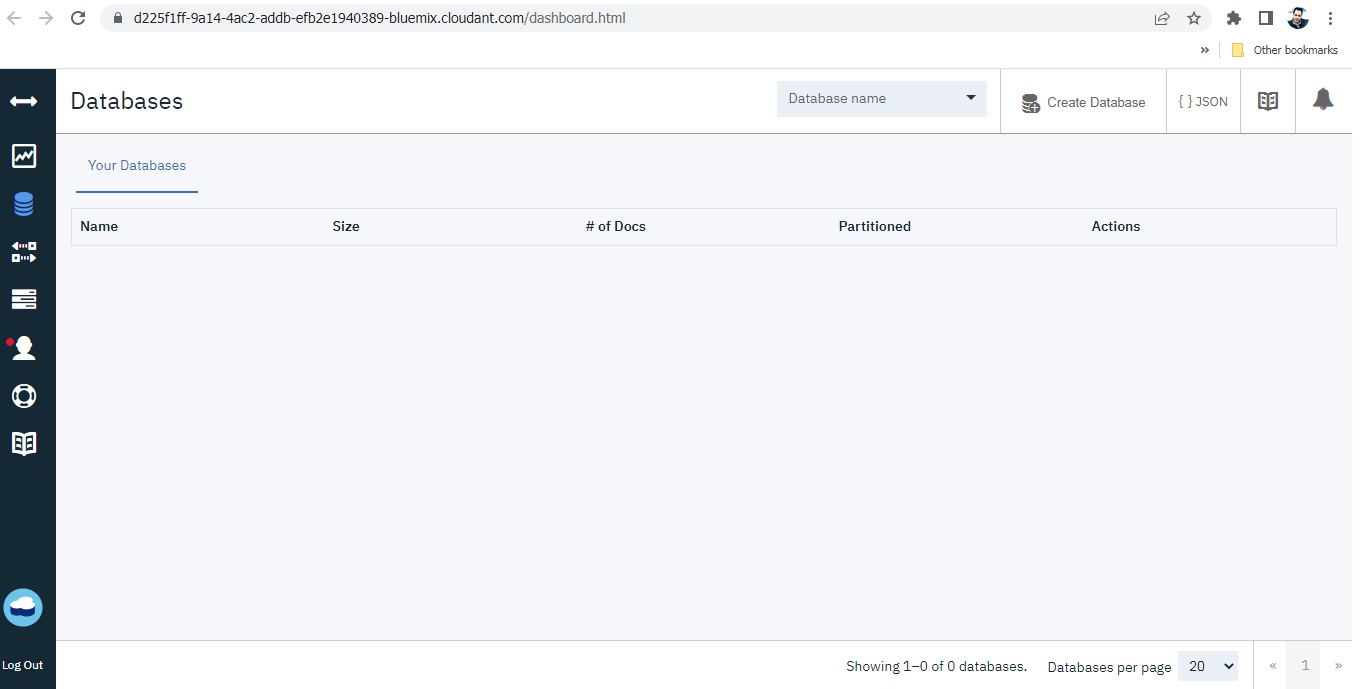 d225f1ff-9a14-4ac2-addb-efb2e1940389-bluemix.cloudant.com/dashboard.html
» Other bookmarks
Databases
Database name
Create Database
{ } JSON
Your Databases
Name Size # of Docs Partitioned Actions
Log Out
Showing 1–0 of 0 databases. Databases per page 20 « 1 »